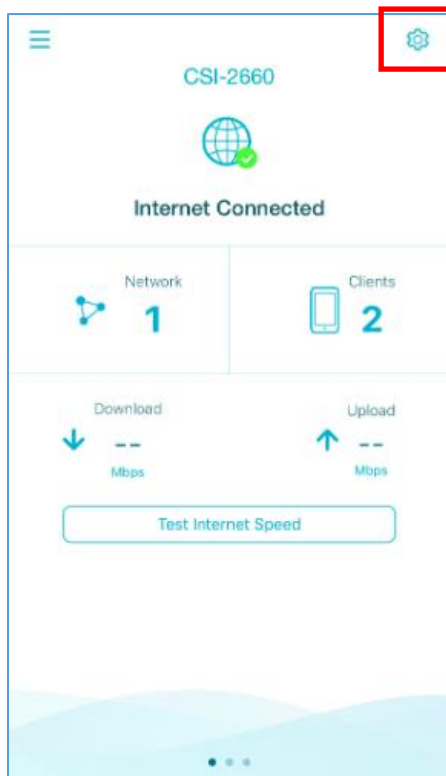 CSI-2660
Internet Connected
Network
1
Clients
2
Download
--
Mbps
Upload
--
Mbps
Test Internet Speed